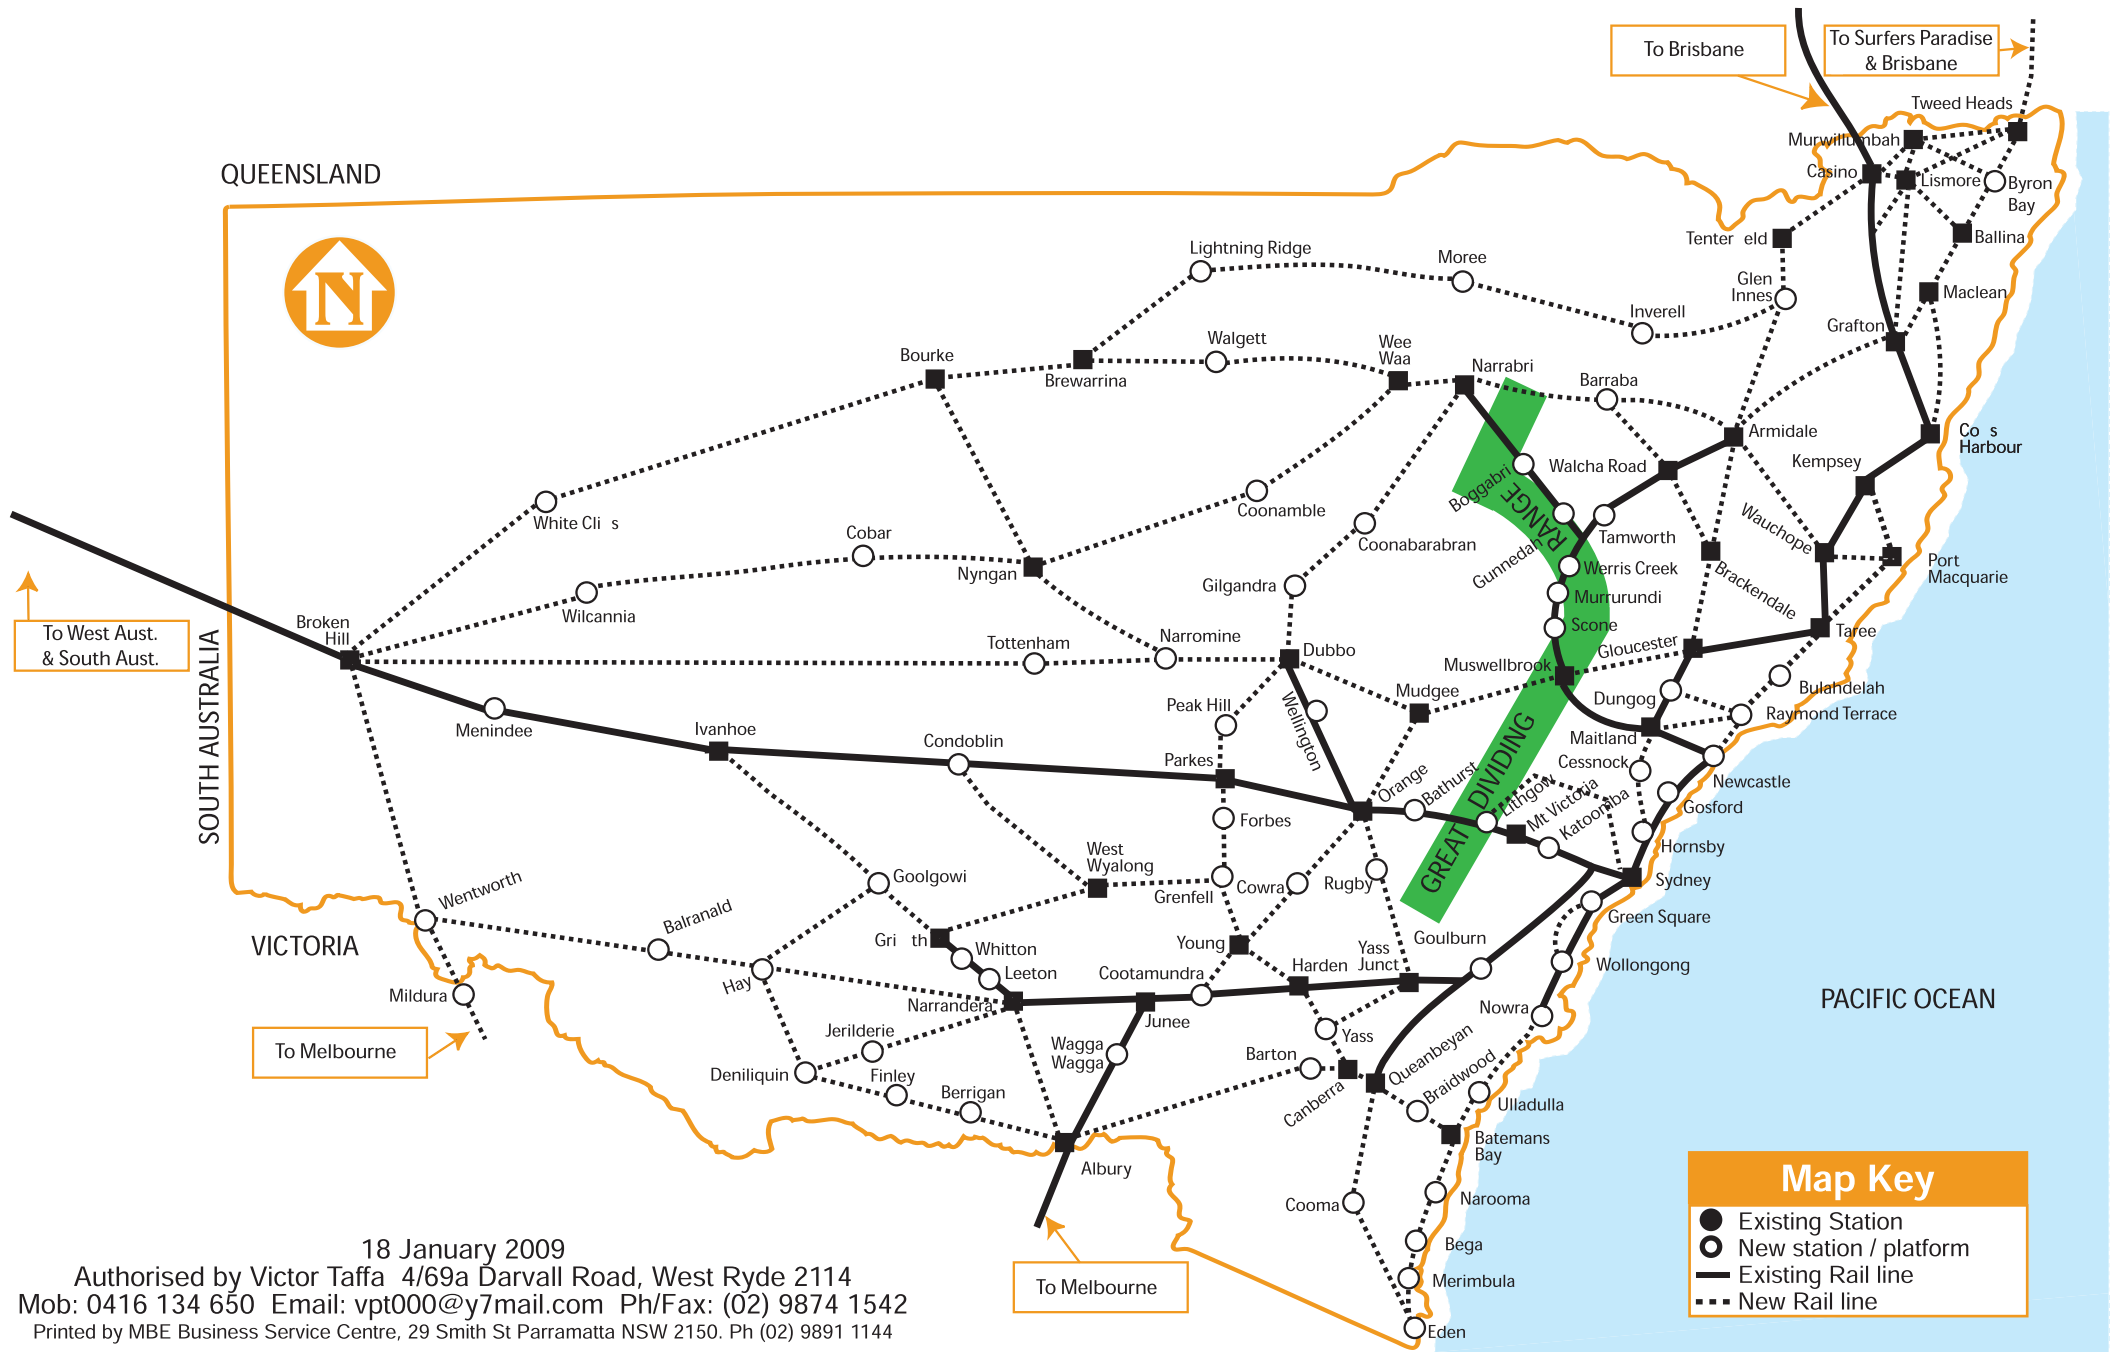 To Brisbane
To Surfers Paradise
& Brisbane
Tweed Heads
Murwillumbah
Casino
Lismore
Byron
Bay
QUEENSLAND
N
Tenter eld
Ballina
Lightning Ridge
Moree
Glen
Innes
Maclean
Inverell
Grafton
Walgett
Wee
Waa
Bourke
Brewarrina
Narrabri
Barraba
Armidale
Co s
Harbour
Kempsey
Walcha Road
Boggabri
White Cli s
Coonamble
Cobar
Coonabarabran
Gunnedah
Tamworth
Wauchope
Port
Macquarie
Nyngan
Gilgandra
Werris Creek
Murrurundi
Brackendale
Wilcannia
Scone
Broken
Hill
To West Aust.
& South Aust.
Tottenham
Narromine
Dubbo
Muswellbrook
Gloucester
Taree
SOUTH AUSTRALIA
Menindee
Ivanhoe
Condoblin
Peak Hill
Wellington
Mudgee
Dungog
Bulahdelah
Raymond Terrace
Maitland
Parkes
Orange
Bathurst
Lithgow
Mt Victoria
Katoomba
Cessnock
Newcastle
Gosford
GREAT DIVIDING RANGE
Forbes
Hornsby
West
Wyalong
Grenfell
Cowra
Rugby
Sydney
Goolgowi
Wentworth
Balranald
Green Square
VICTORIA
Gri th
Whitton
Leeton
Young
Yass
Junct
Goulburn
Hay
Cootamundra
Harden
Wollongong
Mildura
Narrandera
Junee
Nowra
PACIFIC OCEAN
To Melbourne
Jerilderie
Wagga
Wagga
Yass
Barton
Queanbeyan
Deniliquin
Finley
Berrigan
Canberra
Braidwood
Ulladulla
Albury
Batemans
Bay
Cooma
Narooma
Bega
Merimbula
Eden
To Melbourne
Map Key
Existing Station
New station / platform
Existing Rail line
New Rail line
18 January 2009
Authorised by Victor Taffa 4/69a Darvall Road, West Ryde 2114
Mob: 0416 134 650 Email: vpt000@y7mail.com Ph/Fax: (02) 9874 1542
Printed by MBE Business Service Centre, 29 Smith St Parramatta NSW 2150. Ph (02) 9891 1144